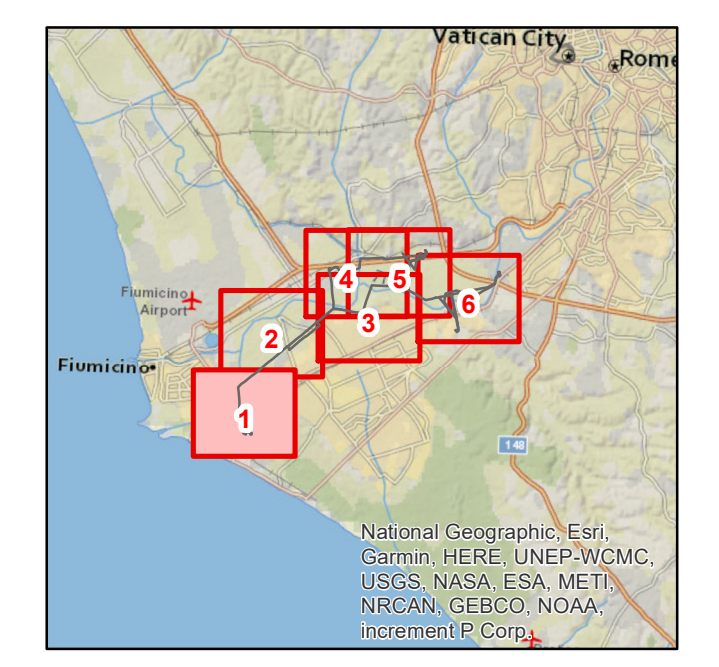 Vatican City
Rome
Fiumicino
Airport
Fiumicino
4
5
6
3
2
1
148
National Geographic, Esri,
Garmin, HERE, UNEP-WCMC,
USGS, NASA, ESA, METI,
NRCAN, GEBCO, NOAA,
increment P Corp.